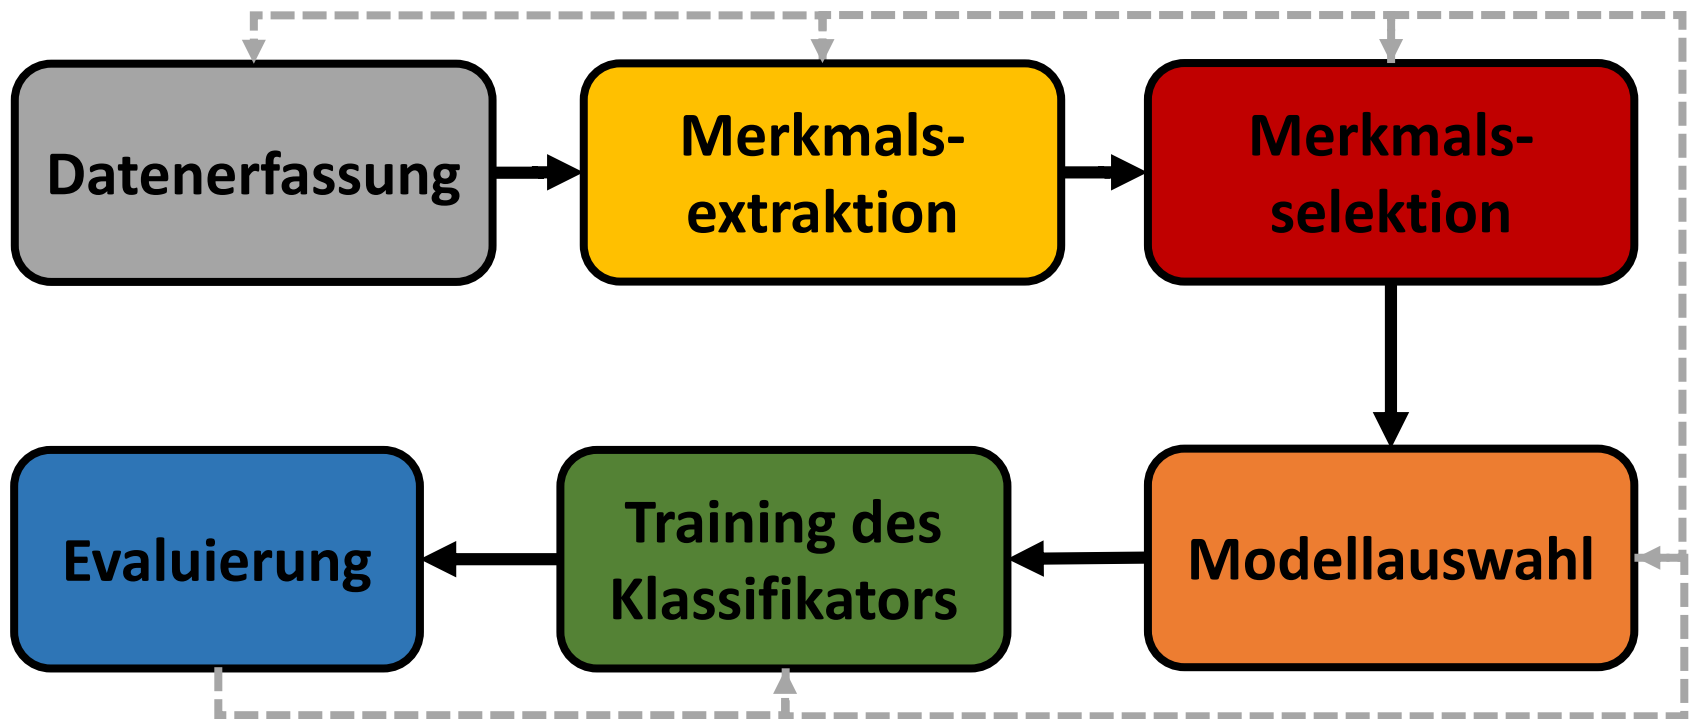 Datenerfassung
Merkmals-
extraktion
Merkmals-
selektion
Modellauswahl
Training des
Klassifikators
Evaluierung